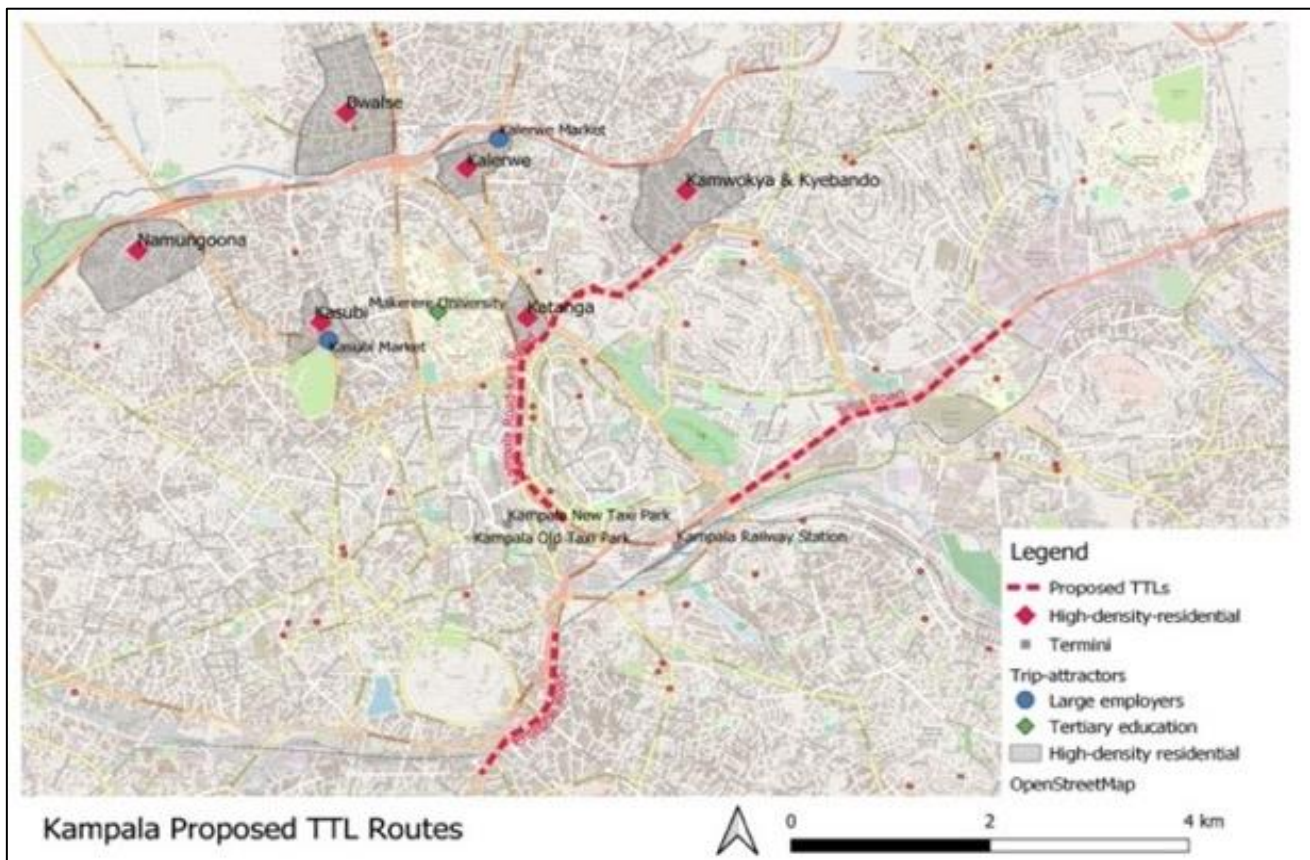 Bwaise
Kalerwe Market
Kalerwe
Kamwokya & Kyebando
Namungoona
Makerere University
Katanga
Kasubi
Kasubi Market
Kampala New Taxi Park
Kampala Old Taxi Park
Kampala Railway Station
Legend
Proposed TTLs
High-density-residential
Termini
Trip-attractors
Large employers
Tertiary education
High-density residential
OpenStreetMap
Kampala Proposed TTL Routes
0 2 4 km